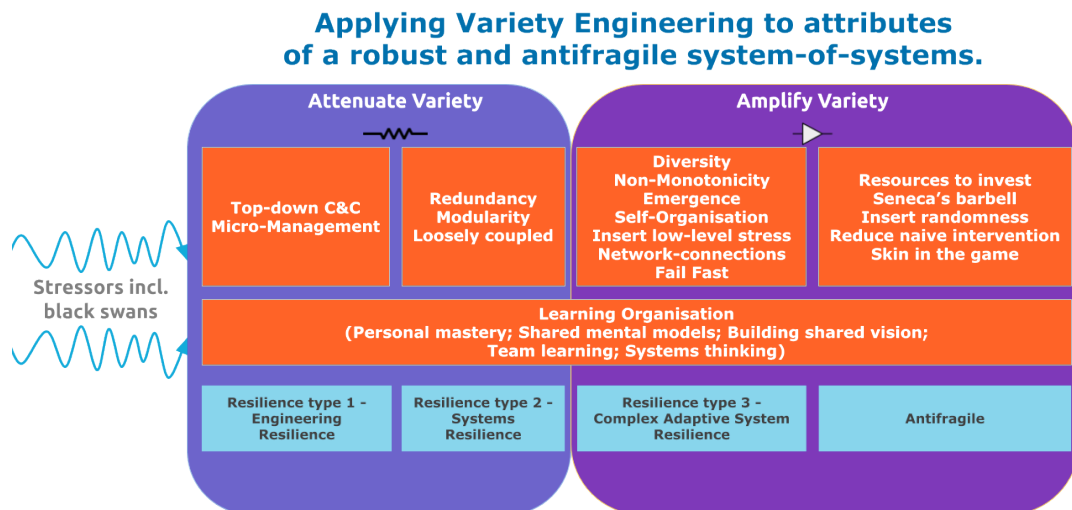 Applying Variety Engineering to attributes
of a robust and antifragile system-of-systems.
Attenuate Variety
Amplify Variety
Top-down C&C
Micro-Management
Redundancy
Modularity
Loosely coupled
Diversity
Non-Monotonicity
Emergence
Self-Organisation
Insert low-level stress
Network-connections
Fail Fast
Resources to invest
Seneca's barbell
Insert randomness
Reduce naive intervention
Skin in the game
Stressors incl.
black swans
Learning Organisation
(Personal mastery; Shared mental models; Building shared vision;
Team learning; Systems thinking)
Resilience type 1 -
Engineering
Resilience
Resilience type 2 -
Systems
Resilience
Resilience type 3 -
Complex Adaptive System
Resilience
Antifragile